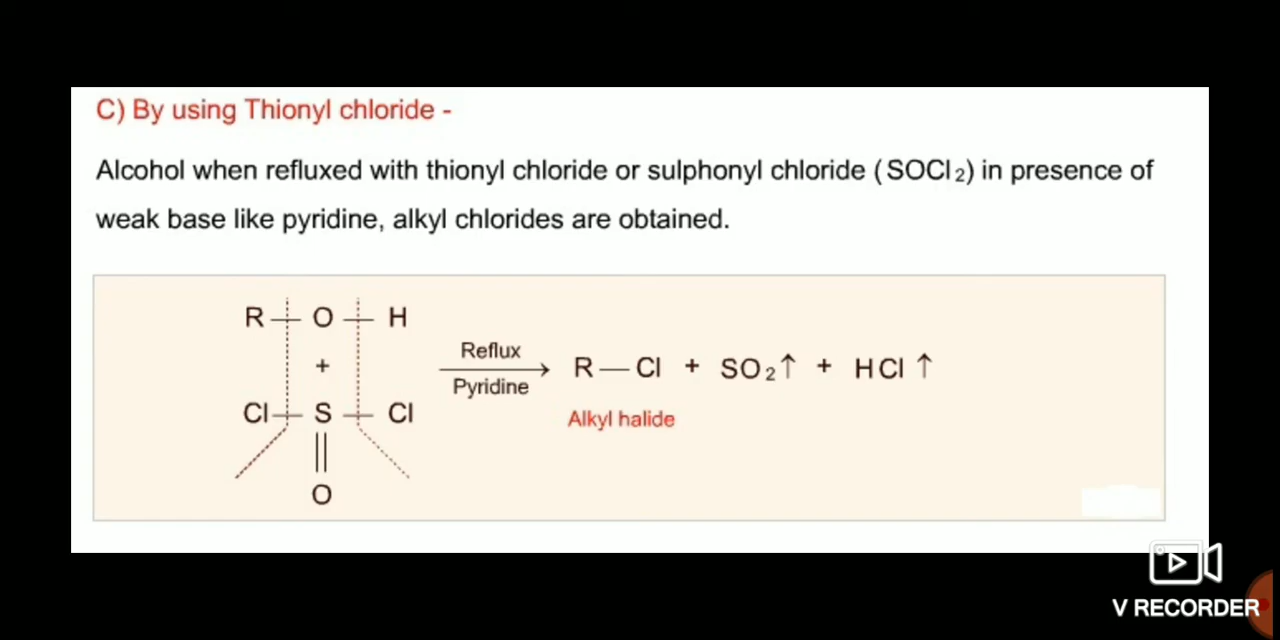 C) By using Thionyl chloride -
Alcohol when refluxed with thionyl chloride or sulphonyl chloride (SOCl₂) in presence of
weak base like pyridine, alkyl chlorides are obtained.
R — O — H
+
Cl — S — Cl
||
O
Reflux
Pyridine
R — Cl + SO₂↑ + HCl ↑
Alkyl halide
V RECORDER